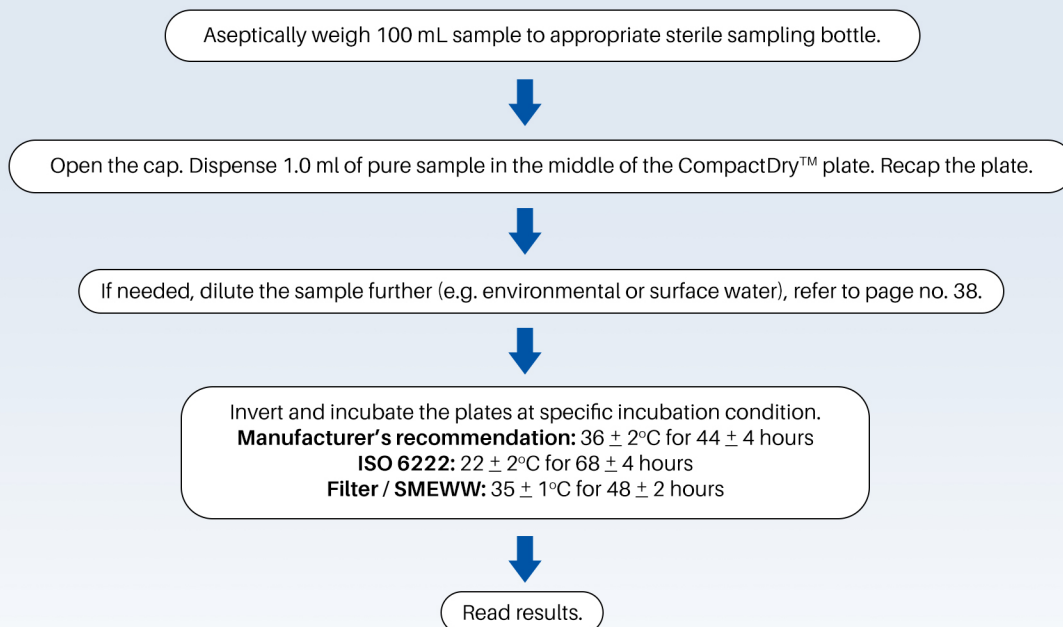 Aseptically weigh 100 mL sample to appropriate sterile sampling bottle.
Open the cap. Dispense 1.0 ml of pure sample in the middle of the CompactDry™ plate. Recap the plate.
If needed, dilute the sample further (e.g. environmental or surface water), refer to page no. 38.
Invert and incubate the plates at specific incubation condition.
Manufacturer's recommendation: 36 ± 2°C for 44 ± 4 hours
ISO 6222: 22 ± 2°C for 68 ± 4 hours
Filter / SMEWW: 35 ± 1°C for 48 ± 2 hours
Read results.